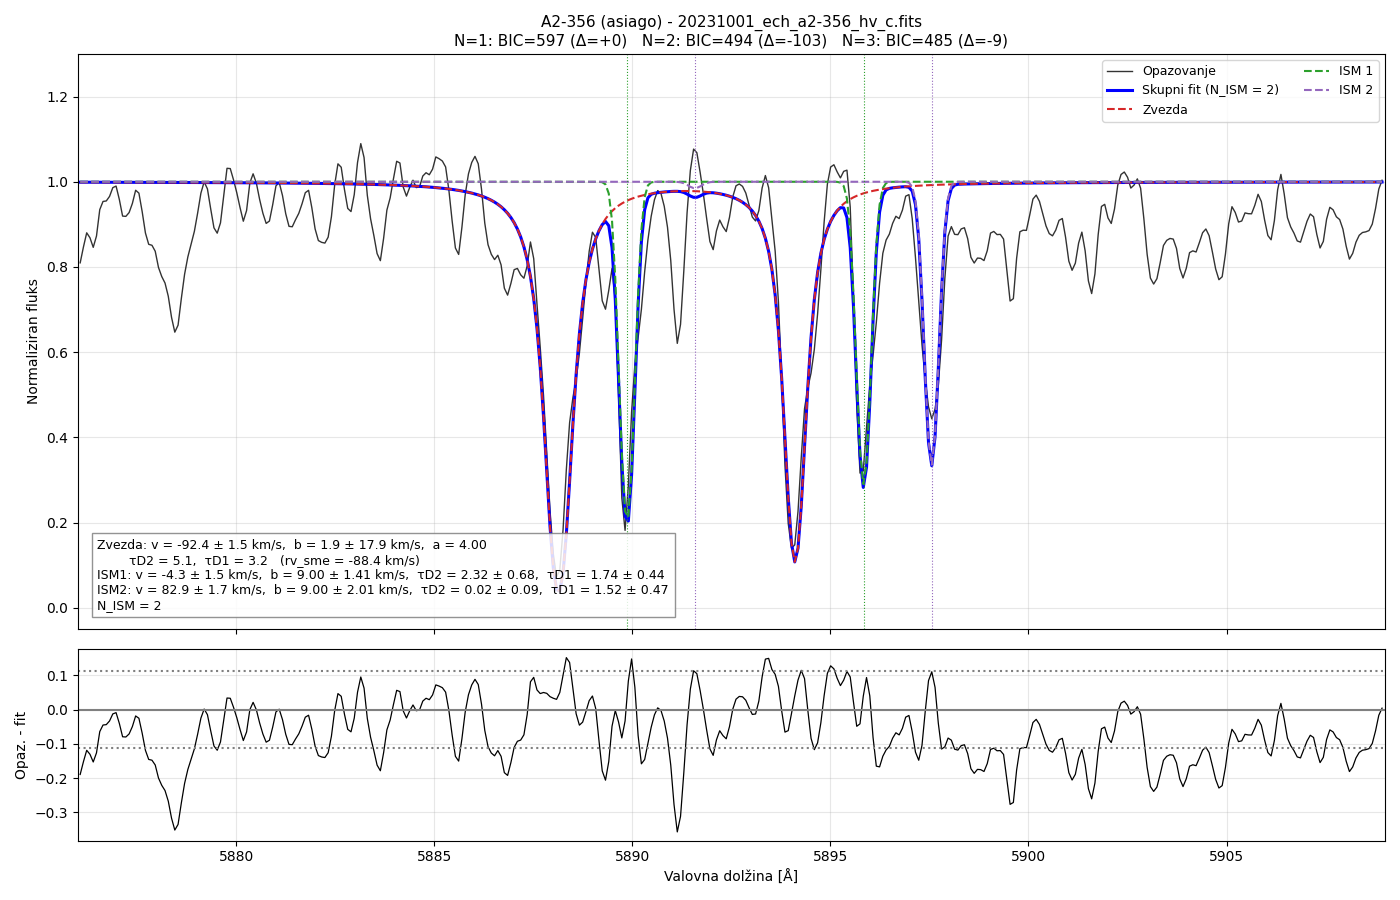 A2-356 (asiago) - 20231001_ech_a2-356_hv_c.fits
N=1: BIC=597 (Δ=+0)   N=2: BIC=494 (Δ=-103)   N=3: BIC=485 (Δ=-9)
Opazovanje
Skupni fit (N_ISM = 2)
Zvezda
ISM 1
ISM 2
Normaliziran fluks
1.2
1.0
0.8
0.6
0.4
0.2
0.0
Zvezda: v = -92.4 ± 1.5 km/s,  b = 1.9 ± 17.9 km/s,  a = 4.00
τD2 = 5.1,  τD1 = 3.2   (rv_sme = -88.4 km/s)
ISM1: v = -4.3 ± 1.5 km/s,  b = 9.00 ± 1.41 km/s,  τD2 = 2.32 ± 0.68,  τD1 = 1.74 ± 0.44
ISM2: v = 82.9 ± 1.7 km/s,  b = 9.00 ± 2.01 km/s,  τD2 = 0.02 ± 0.09,  τD1 = 1.52 ± 0.47
N_ISM = 2
Opaz. - fit
0.1
0.0
−0.1
−0.2
−0.3
5880
5885
5890
5895
5900
5905
Valovna dolžina [Å]